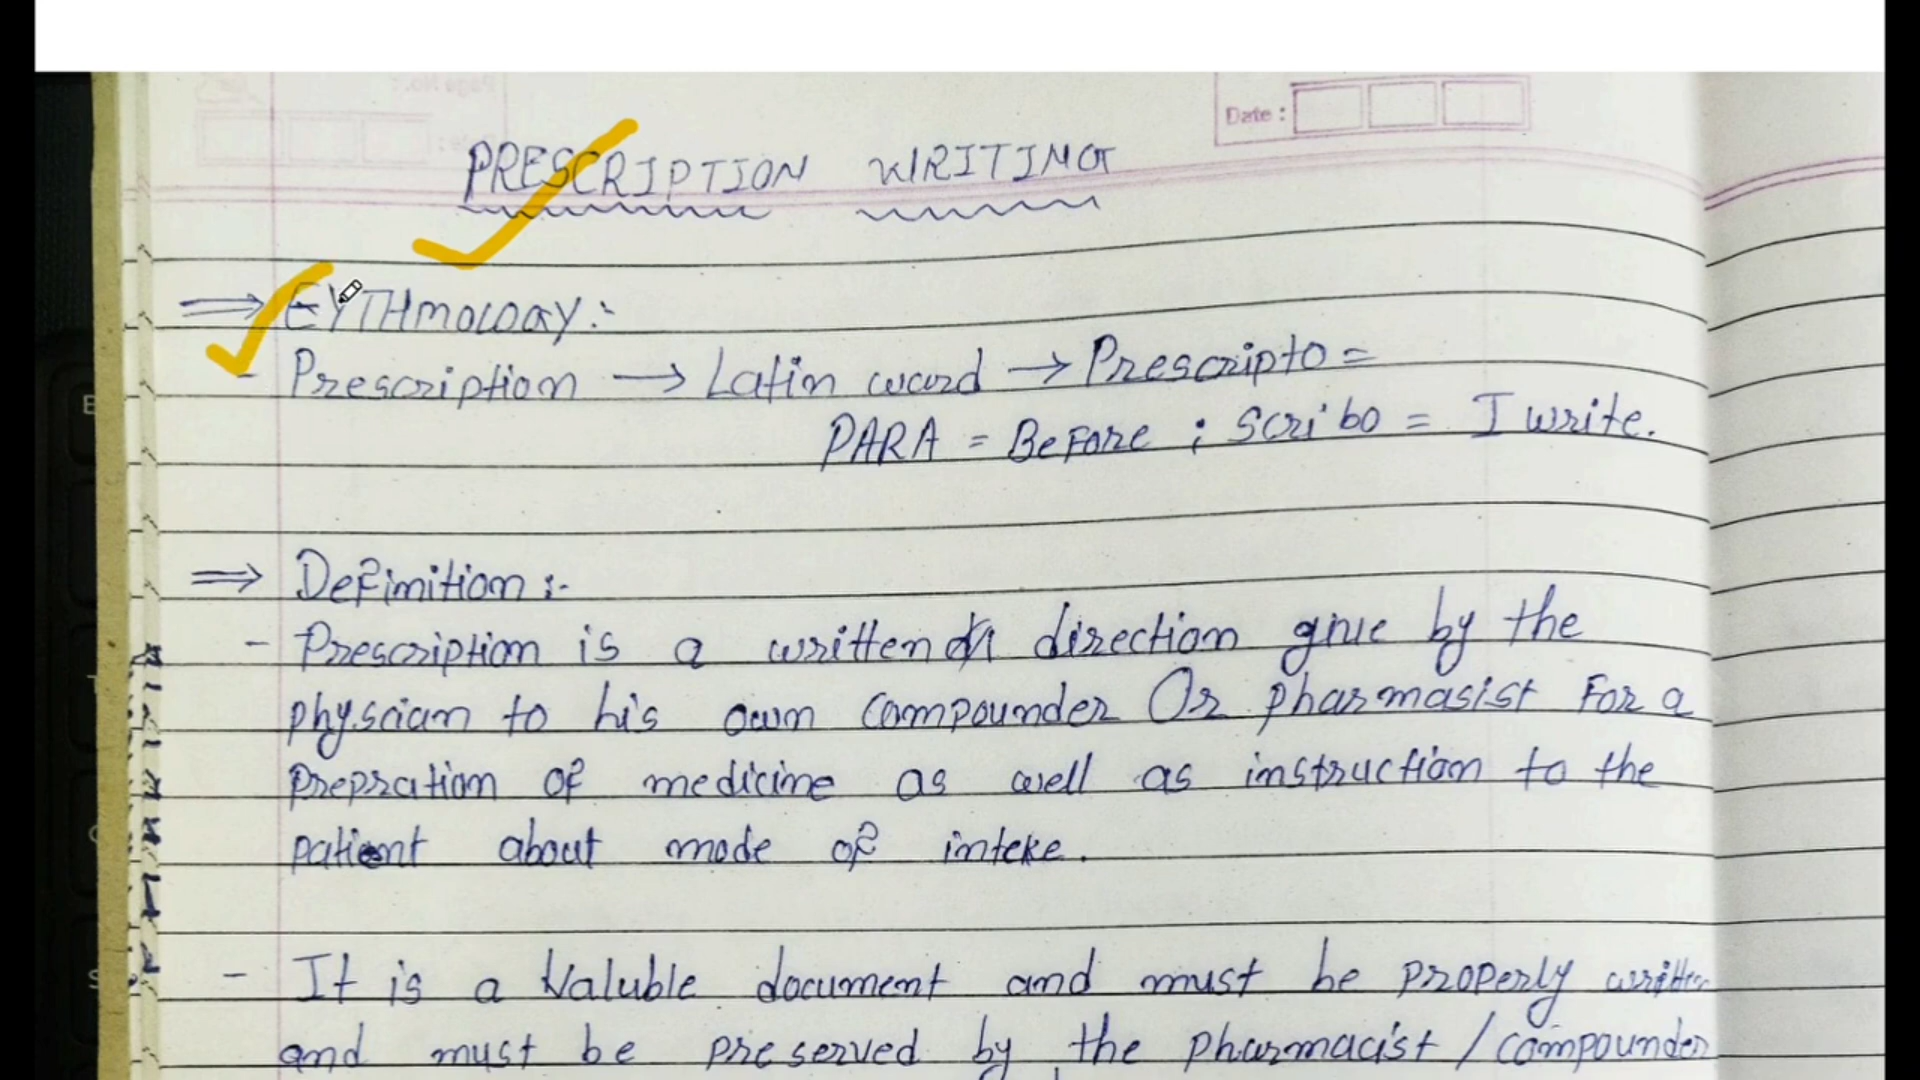 Date :
PRESCRIPTION WRITING
⇒ EYTHmology :-
- Prescription → Latin word → Prescripto =
PARA = Before ; Scribo = I write.
⇒ Definition :-
- Prescription is a written direction give by the
physcian to his own compounder Or pharmasist For a
prepration of medicine as well as instruction to the
patient about mode of inteke.
- It is a Valuble document and must be properly written
and must be preserved by the pharmacist / compounder